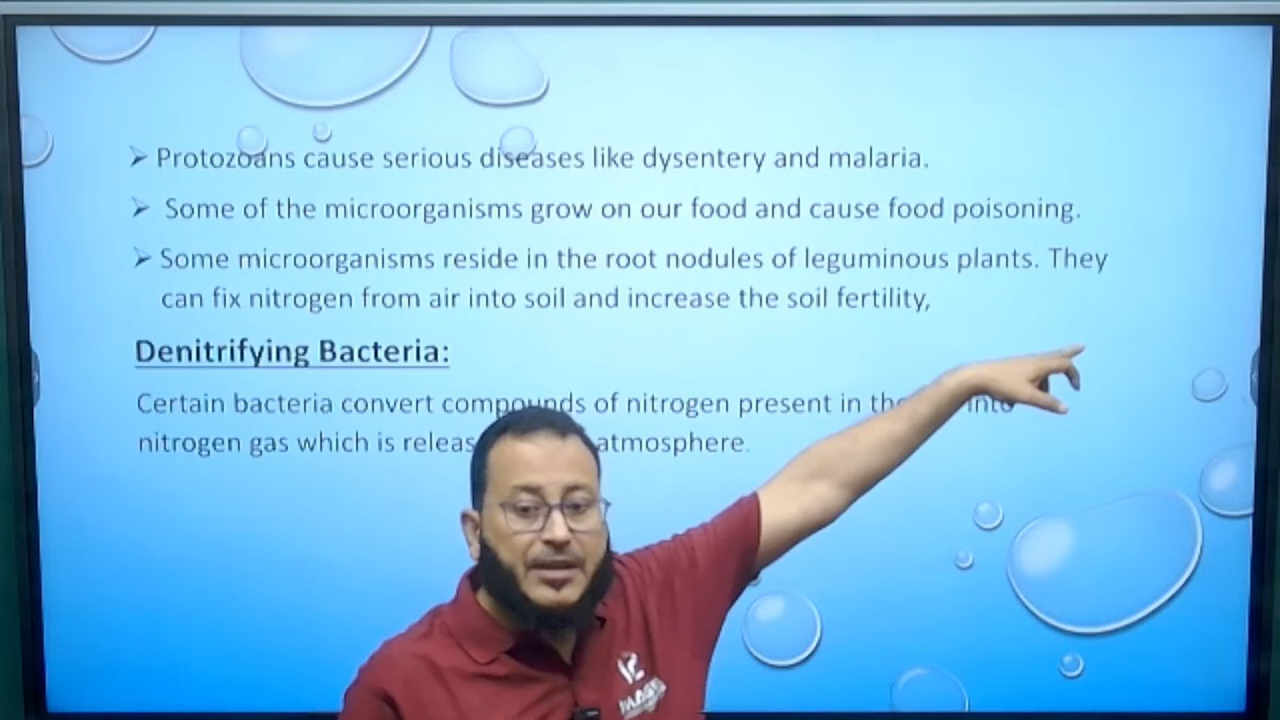 ➢ Protozoans cause serious diseases like dysentery and malaria.
➢ Some of the microorganisms grow on our food and cause food poisoning.
➢ Some microorganisms reside in the root nodules of leguminous plants. They
can fix nitrogen from air into soil and increase the soil fertility,
Denitrifying Bacteria:
Certain bacteria convert compounds of nitrogen present in the into
nitrogen gas which is atmosphere.